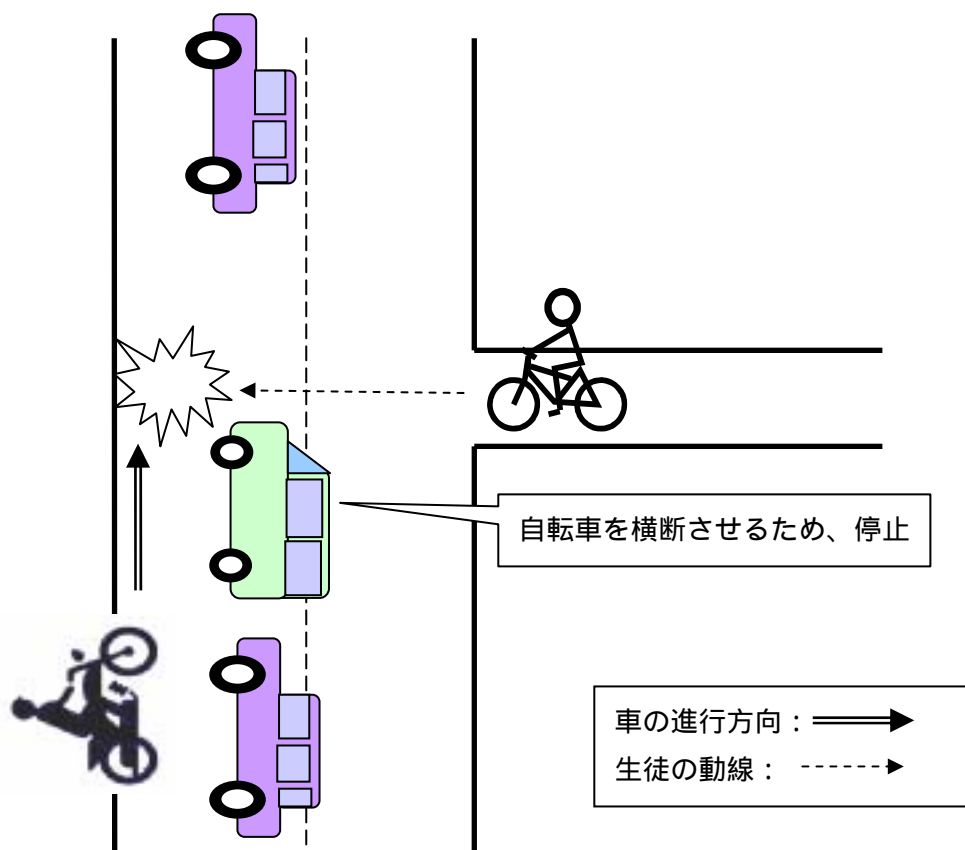 自転車を横断させるため、停止
車の進行方向：
生徒の動線：